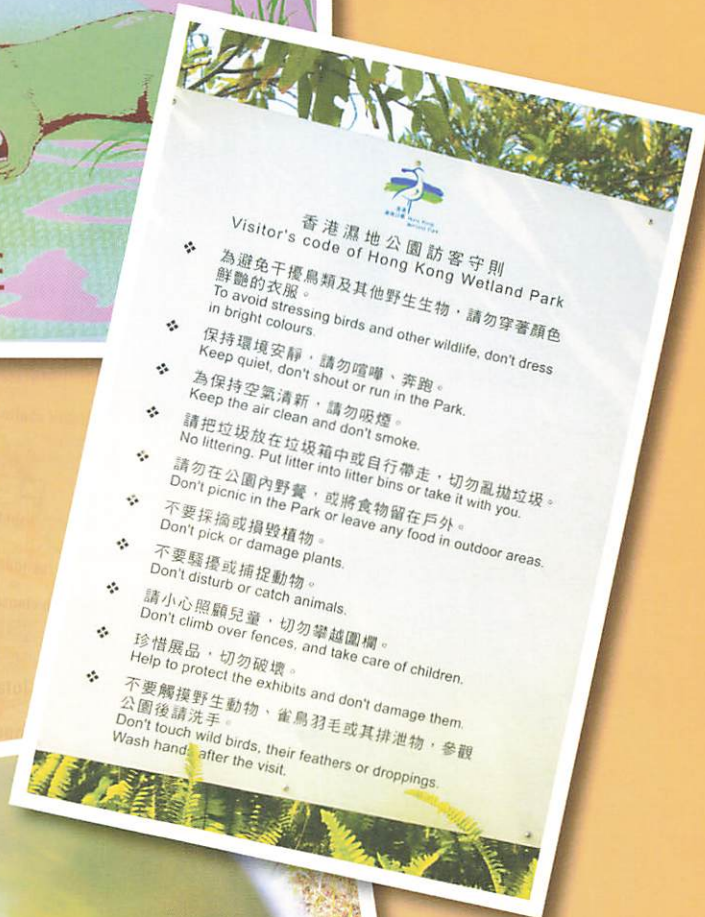 香港
濕地公園
Hong Kong
Wetland Park
香港濕地公園訪客守則
Visitor's code of Hong Kong Wetland Park
為避免干擾鳥類及其他野生生物，請勿穿著顏色
鮮艷的衣服。
To avoid stressing birds and other wildlife, don't dress
in bright colours.
保持環境安靜，請勿喧嘩、奔跑。
Keep quiet, don't shout or run in the Park.
為保持空氣清新，請勿吸煙。
Keep the air clean and don't smoke.
請把垃圾放在垃圾箱中或自行帶走，切勿亂拋垃圾。
No littering. Put litter into litter bins or take it with you.
請勿在公園內野餐，或將食物留在戶外。
Don't picnic in the Park or leave any food in outdoor areas.
不要採摘或損毀植物。
Don't pick or damage plants.
不要騷擾或捕捉動物。
Don't disturb or catch animals.
請小心照顧兒童，切勿攀越圍欄。
Don't climb over fences, and take care of children.
珍惜展品，切勿破壞。
Help to protect the exhibits and don't damage them.
不要觸摸野生動物、雀鳥羽毛或其排泄物，參觀
公園後請洗手。
Don't touch wild birds, their feathers or droppings.
Wash hands after the visit.